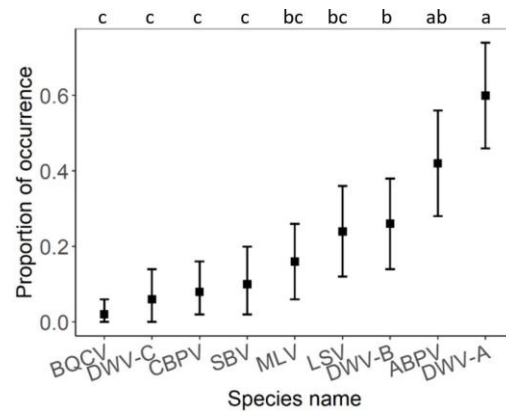 c c c c bc bc b ab a
Proportion of occurrence
0.6
0.4
0.2
0.0
BQCV DWV-C CBPV SBV MLV LSV DWV-B ABPV DWV-A
Species name